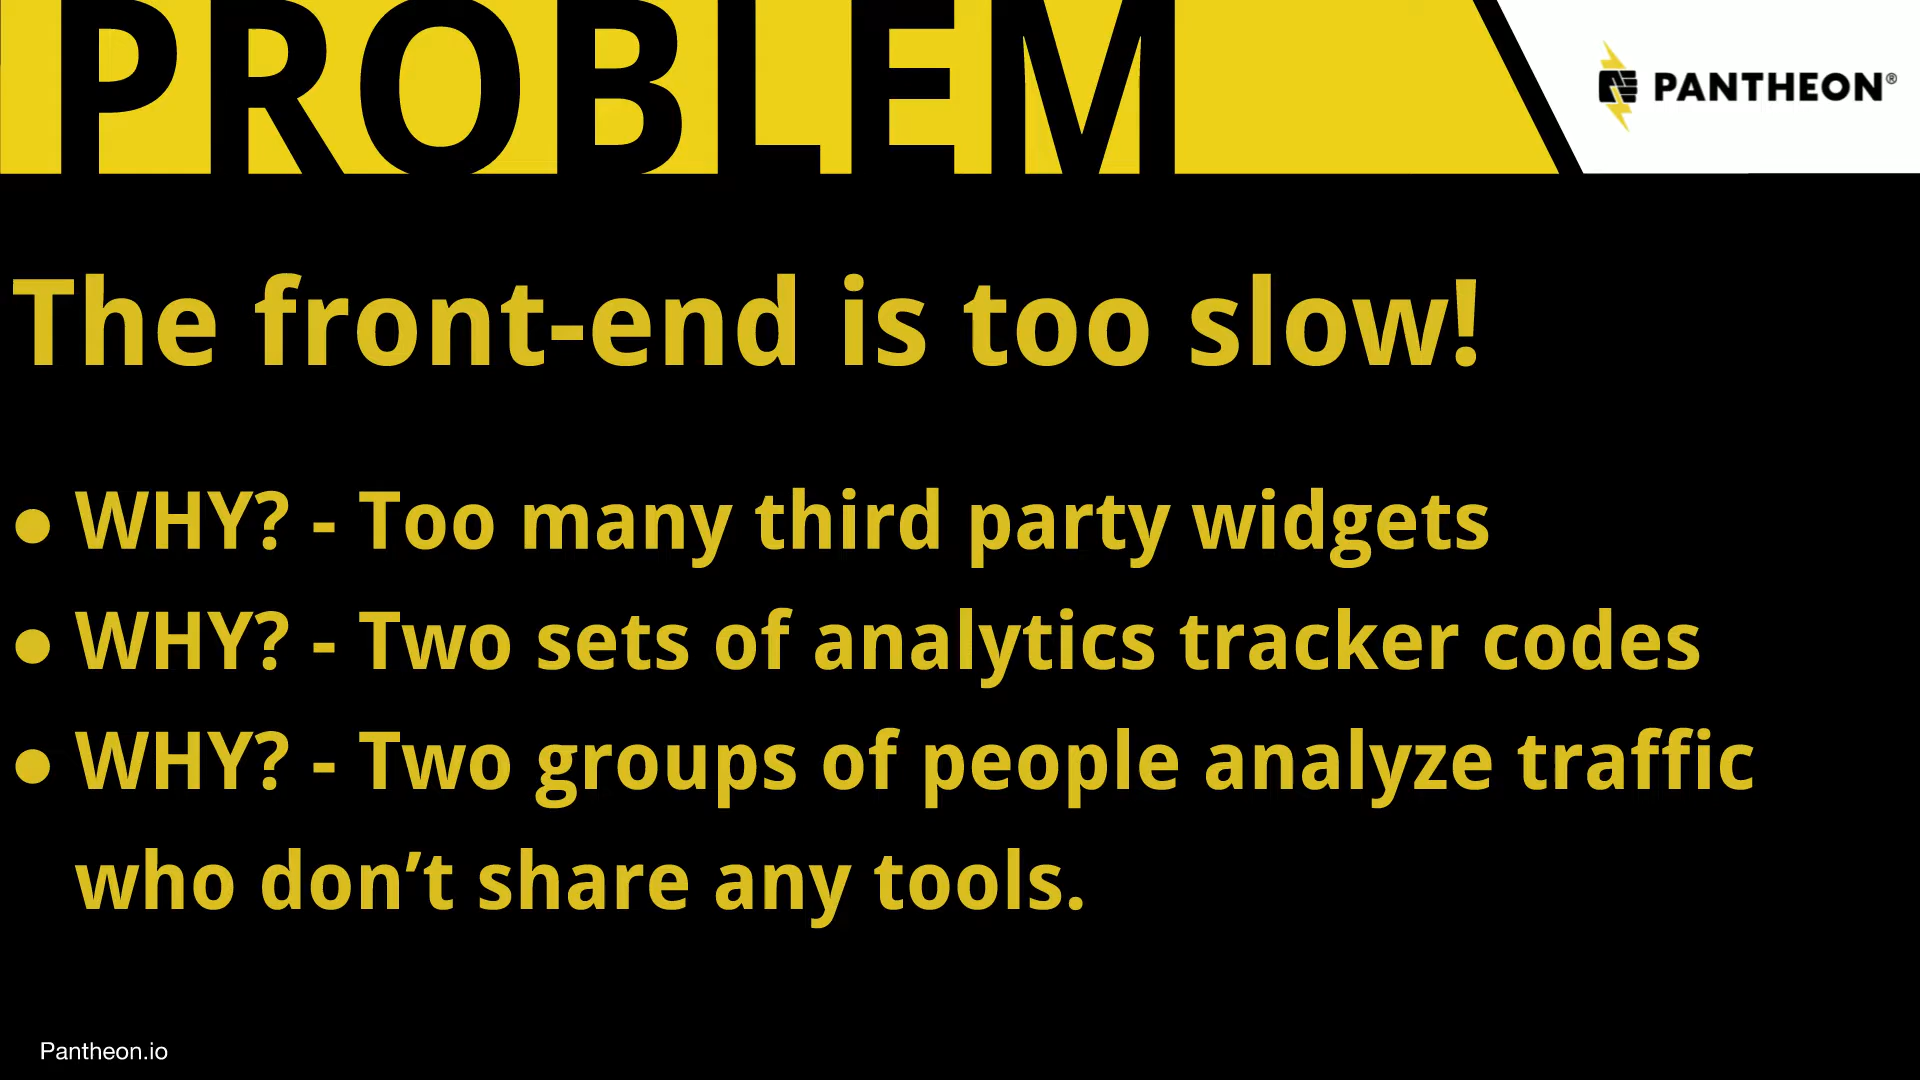 PROBLEM
PANTHEON®
The front-end is too slow!
● WHY? - Too many third party widgets
● WHY? - Two sets of analytics tracker codes
● WHY? - Two groups of people analyze traffic
who don’t share any tools.
Pantheon.io